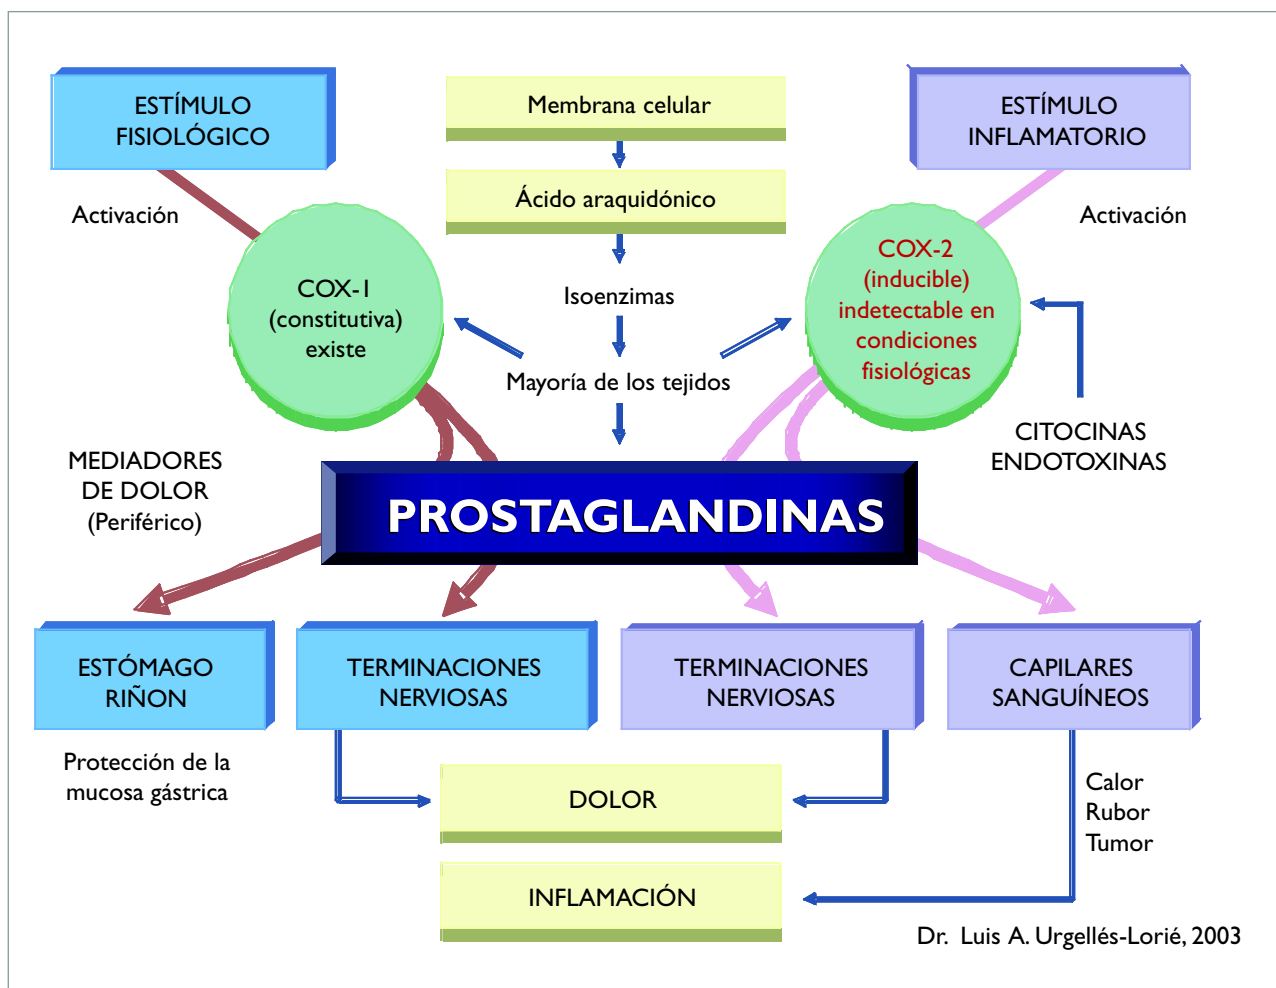 ESTÍMULO
FISIOLÓGICO
Membrana celular
ESTÍMULO
INFLAMATORIO
Activación
Ácido araquidónico
Activación
COX-1
(constitutiva)
existe
Isoenzimas
COX-2
(inducible)
indetectable en
condiciones
fisiológicas
Mayoría de los tejidos
CITOCINAS
ENDOTOXINAS
MEDIADORES
DE DOLOR
(Periférico)
PROSTAGLANDINAS
ESTÓMAGO
RIÑON
TERMINACIONES
NERVIOSAS
TERMINACIONES
NERVIOSAS
CAPILARES
SANGUÍNEOS
Protección de la
mucosa gástrica
DOLOR
Calor
Rubor
Tumor
INFLAMACIÓN
Dr. Luis A. Urgellés-Lorié, 2003